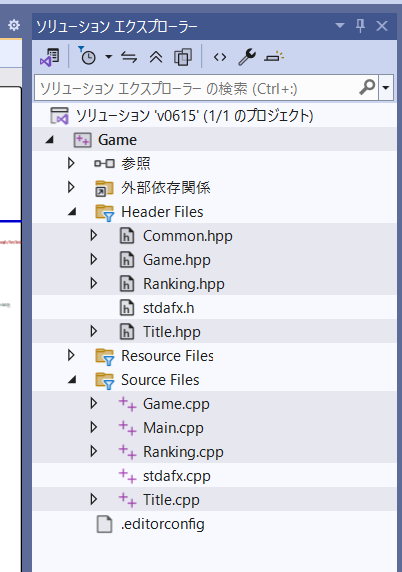 ソリューション エクスプローラー
ソリューション エクスプローラー の検索 (Ctrl+:)
ソリューション 'v0615' (1/1 のプロジェクト)
Game
参照
外部依存関係
Header Files
Common.hpp
Game.hpp
Ranking.hpp
stdafx.h
Title.hpp
Resource Files
Source Files
Game.cpp
Main.cpp
Ranking.cpp
stdafx.cpp
Title.cpp
.editorconfig